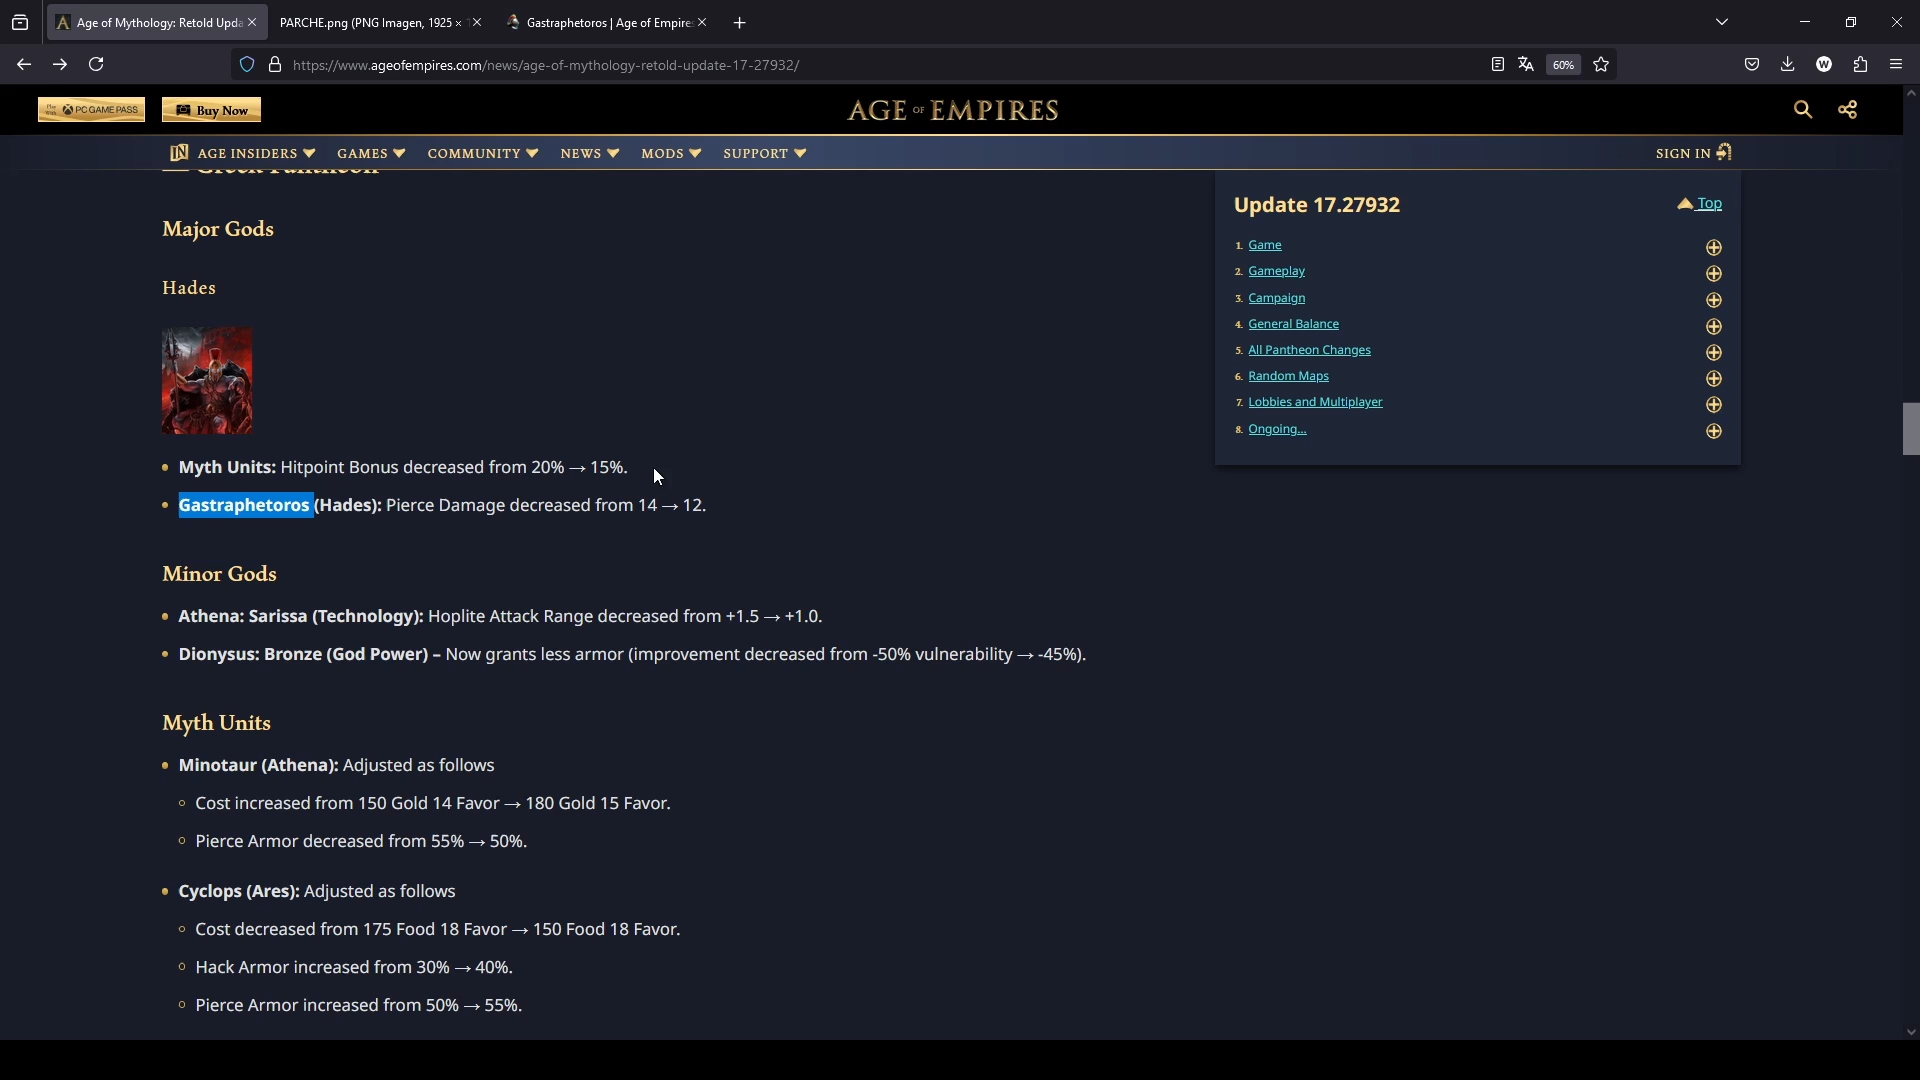 Age of Mythology: Retold Upda
PARCHE.png (PNG Imagen, 1925 ×
Gastraphetoros | Age of Empire
https://www.ageofempires.com/news/age-of-mythology-retold-update-17-27932/
60%
W
PC GAME PASS
Buy Now
AGE OF EMPIRES
AGE INSIDERS
GAMES
COMMUNITY
NEWS
MODS
SUPPORT
SIGN IN
Greek Pantheon
Major Gods
Hades
Myth Units: Hitpoint Bonus decreased from 20% → 15%.
Gastraphetoros (Hades): Pierce Damage decreased from 14 → 12.
Minor Gods
Athena: Sarissa (Technology): Hoplite Attack Range decreased from +1.5 → +1.0.
Dionysus: Bronze (God Power) – Now grants less armor (improvement decreased from -50% vulnerability → -45%).
Myth Units
Minotaur (Athena): Adjusted as follows
Cost increased from 150 Gold 14 Favor → 180 Gold 15 Favor.
Pierce Armor decreased from 55% → 50%.
Cyclops (Ares): Adjusted as follows
Cost decreased from 175 Food 18 Favor → 150 Food 18 Favor.
Hack Armor increased from 30% → 40%.
Pierce Armor increased from 50% → 55%.
Update 17.27932
Top
1. Game
2. Gameplay
3. Campaign
4. General Balance
5. All Pantheon Changes
6. Random Maps
7. Lobbies and Multiplayer
8. Ongoing...